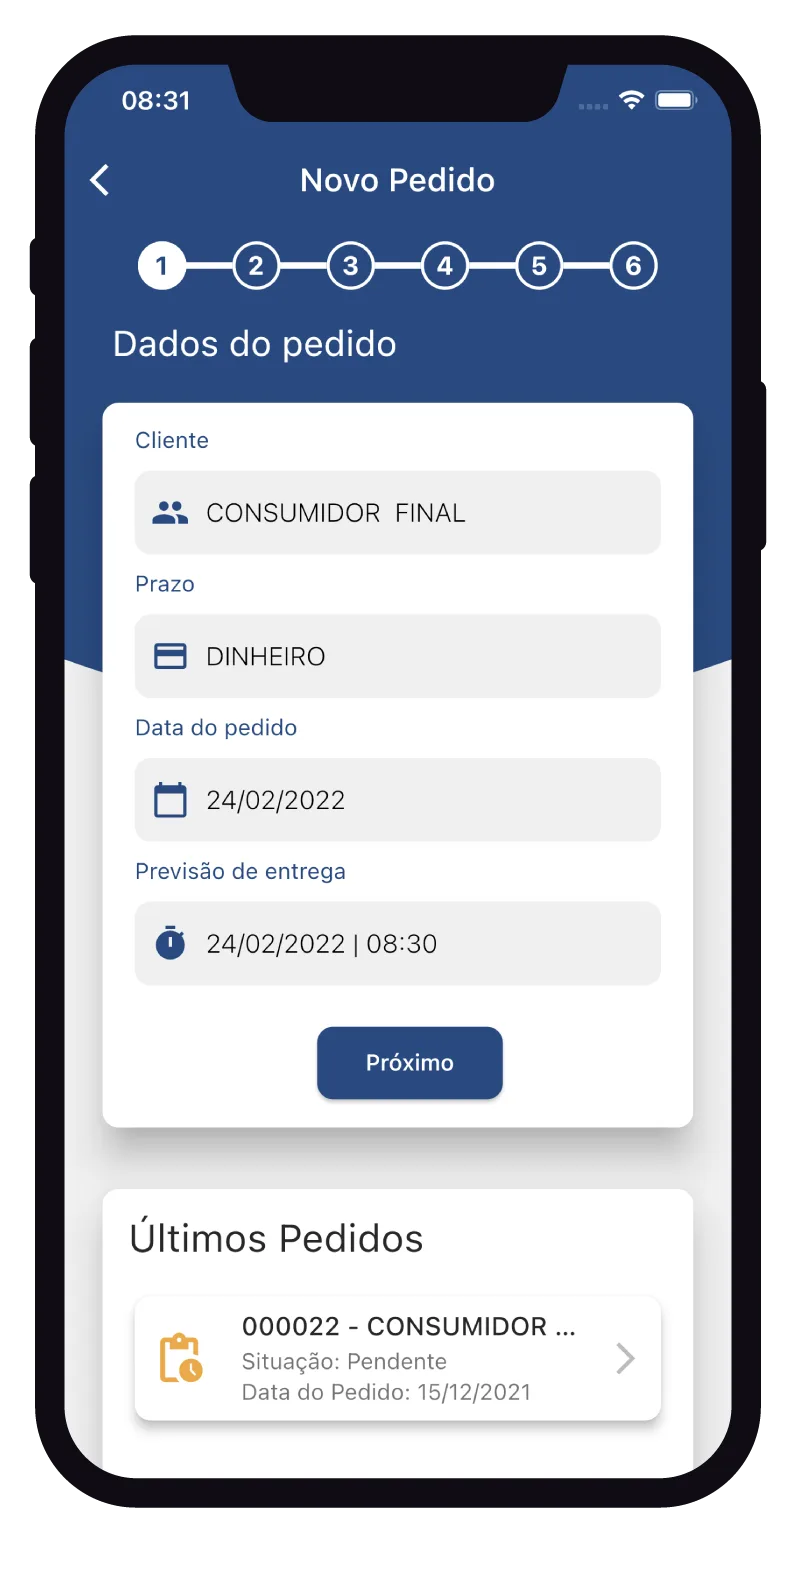 08:31
Novo Pedido
1 2 3 4 5 6
Dados do pedido
Cliente
CONSUMIDOR  FINAL
Prazo
DINHEIRO
Data do pedido
24/02/2022
Previsão de entrega
24/02/2022 | 08:30
Próximo
Últimos Pedidos
000022 - CONSUMIDOR ...
Situação: Pendente
Data do Pedido: 15/12/2021